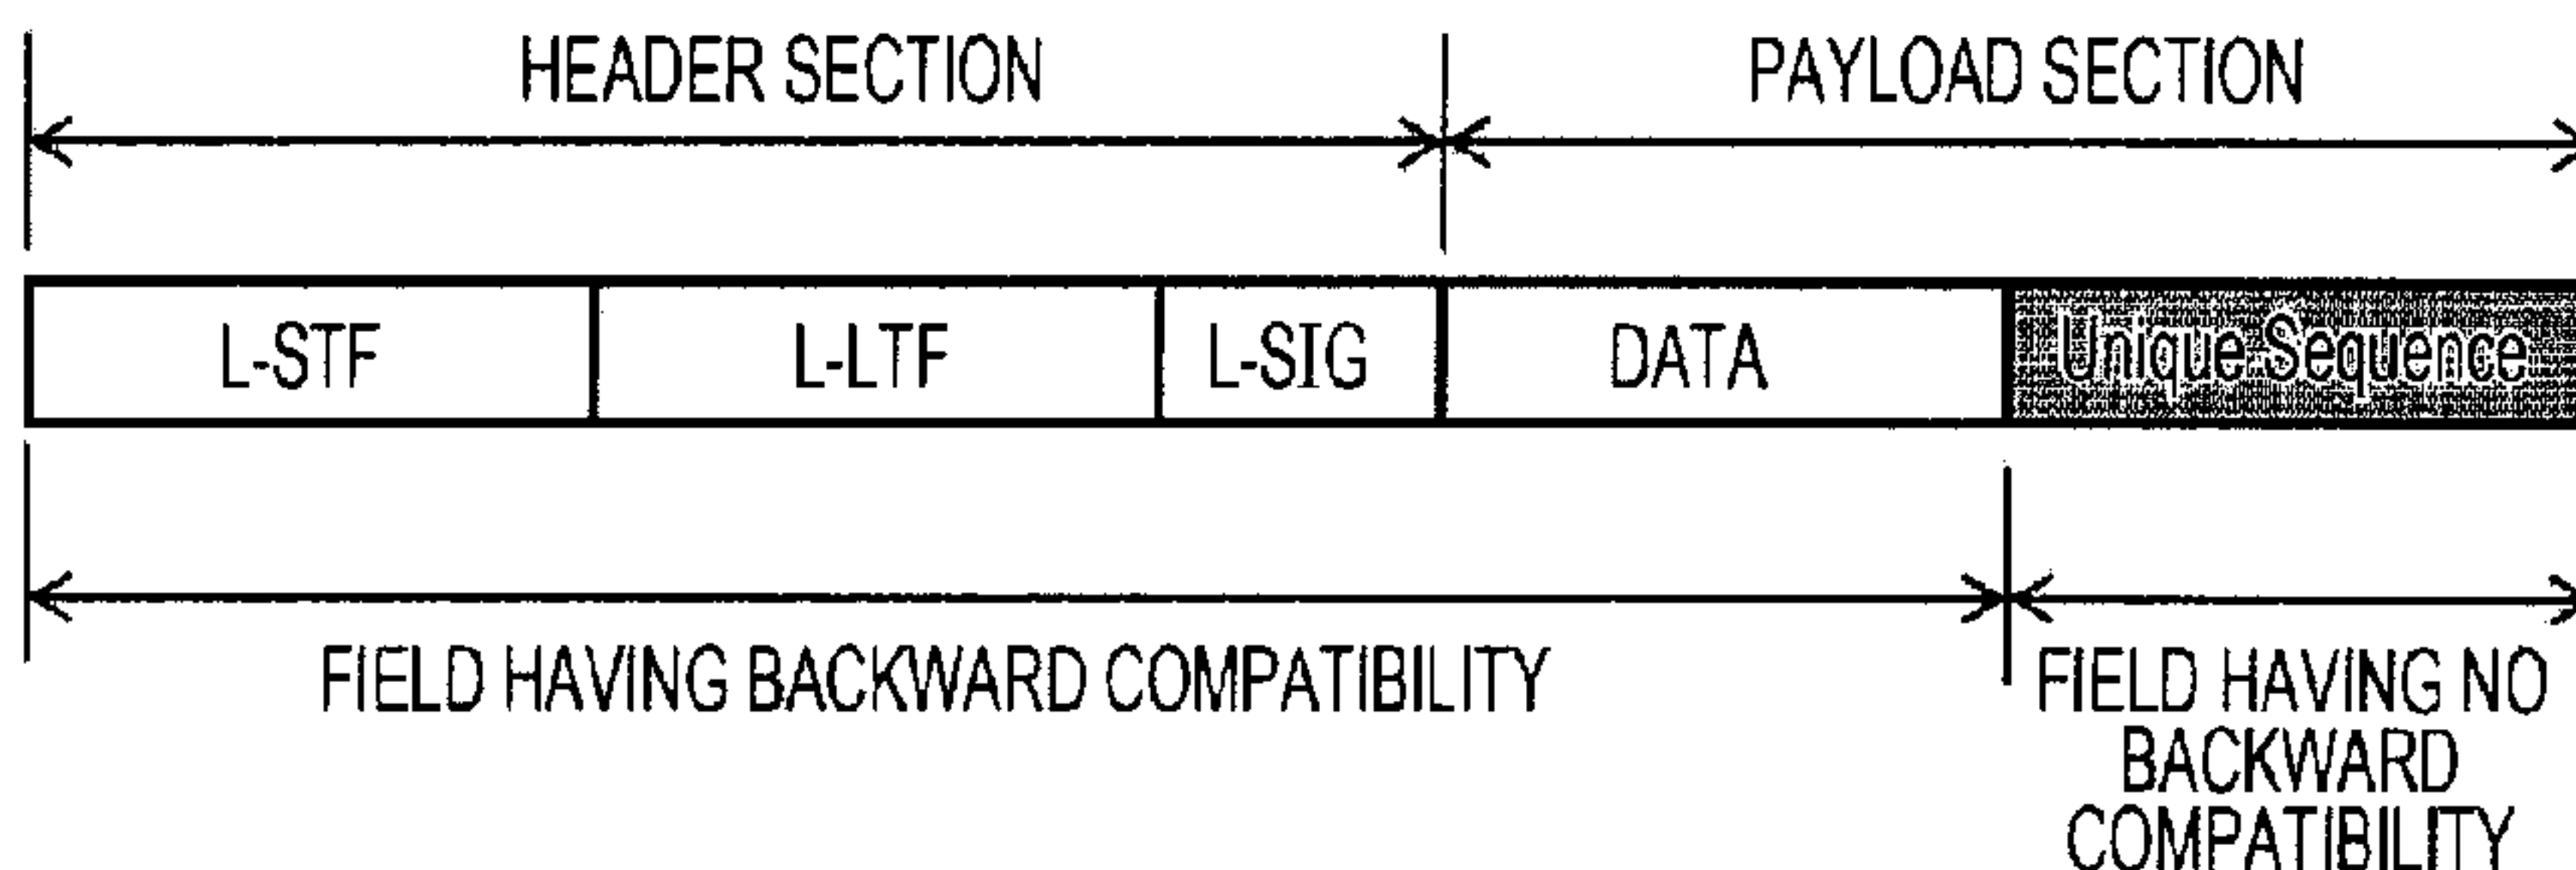 HEADER SECTION PAYLOAD SECTION
L-STF L-LTF L-SIG DATA Unique Sequence
FIELD HAVING BACKWARD COMPATIBILITY
FIELD HAVING NO
BACKWARD
COMPATIBILITY